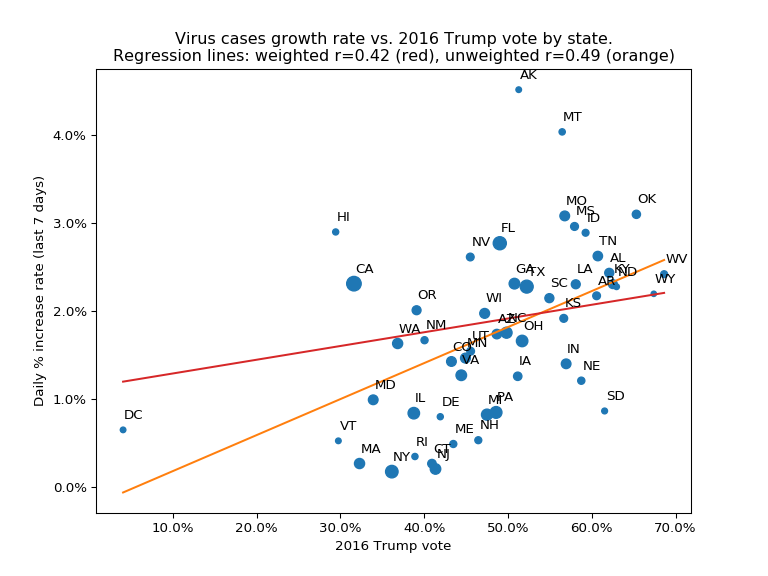 Virus cases growth rate vs. 2016 Trump vote by state.
Regression lines: weighted r=0.42 (red), unweighted r=0.49 (orange)
AK
MT
4.0%
OK
MO
MS
ID
HI
3.0%
FL
TN
NV
WV
AL
CA
GA
TX
LA
KY
ND
WY
SC
AR
OR
WI
2.0%
KS
NM
AZ
NC
WA
OH
UT
MN
CO
IN
VA
IA
NE
MD
1.0%
SD
IL
DE
MI
PA
DC
VT
ME
NH
RI
MA
NY
CT
NJ
0.0%
Daily % increase rate (last 7 days)
10.0% 20.0% 30.0% 40.0% 50.0% 60.0% 70.0%
2016 Trump vote